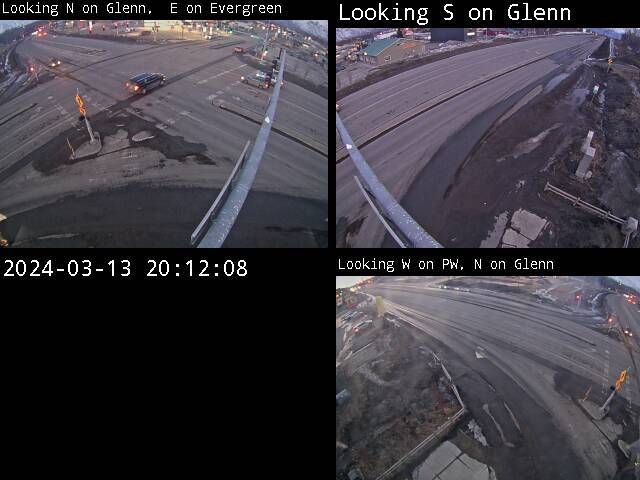 Looking N on Glenn, E on Evergreen
Looking S on Glenn
2024-03-13 20:12:08
Looking W on PW, N on Glenn